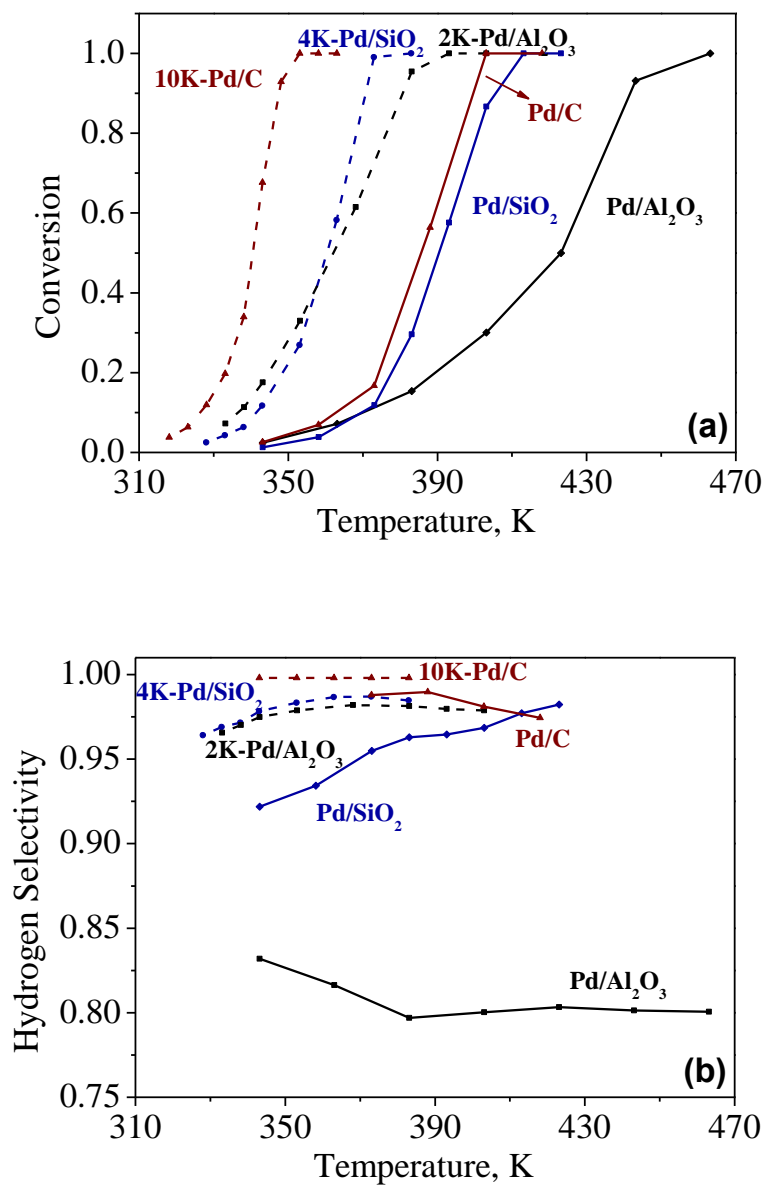 4K-Pd/SiO₂
2K-Pd/Al₂O₃
1.0
10K-Pd/C
Pd/C
0.8
0.6
Pd/SiO₂
Pd/Al₂O₃
Conversion
0.4
0.2
(a)
0.0
310
350
390
430
470
Temperature, K
1.00
10K-Pd/C
4K-Pd/SiO₂
2K-Pd/Al₂O₃
Pd/C
0.95
Pd/SiO₂
Hydrogen Selectivity
0.90
0.85
Pd/Al₂O₃
0.80
(b)
0.75
310
350
390
430
470
Temperature, K